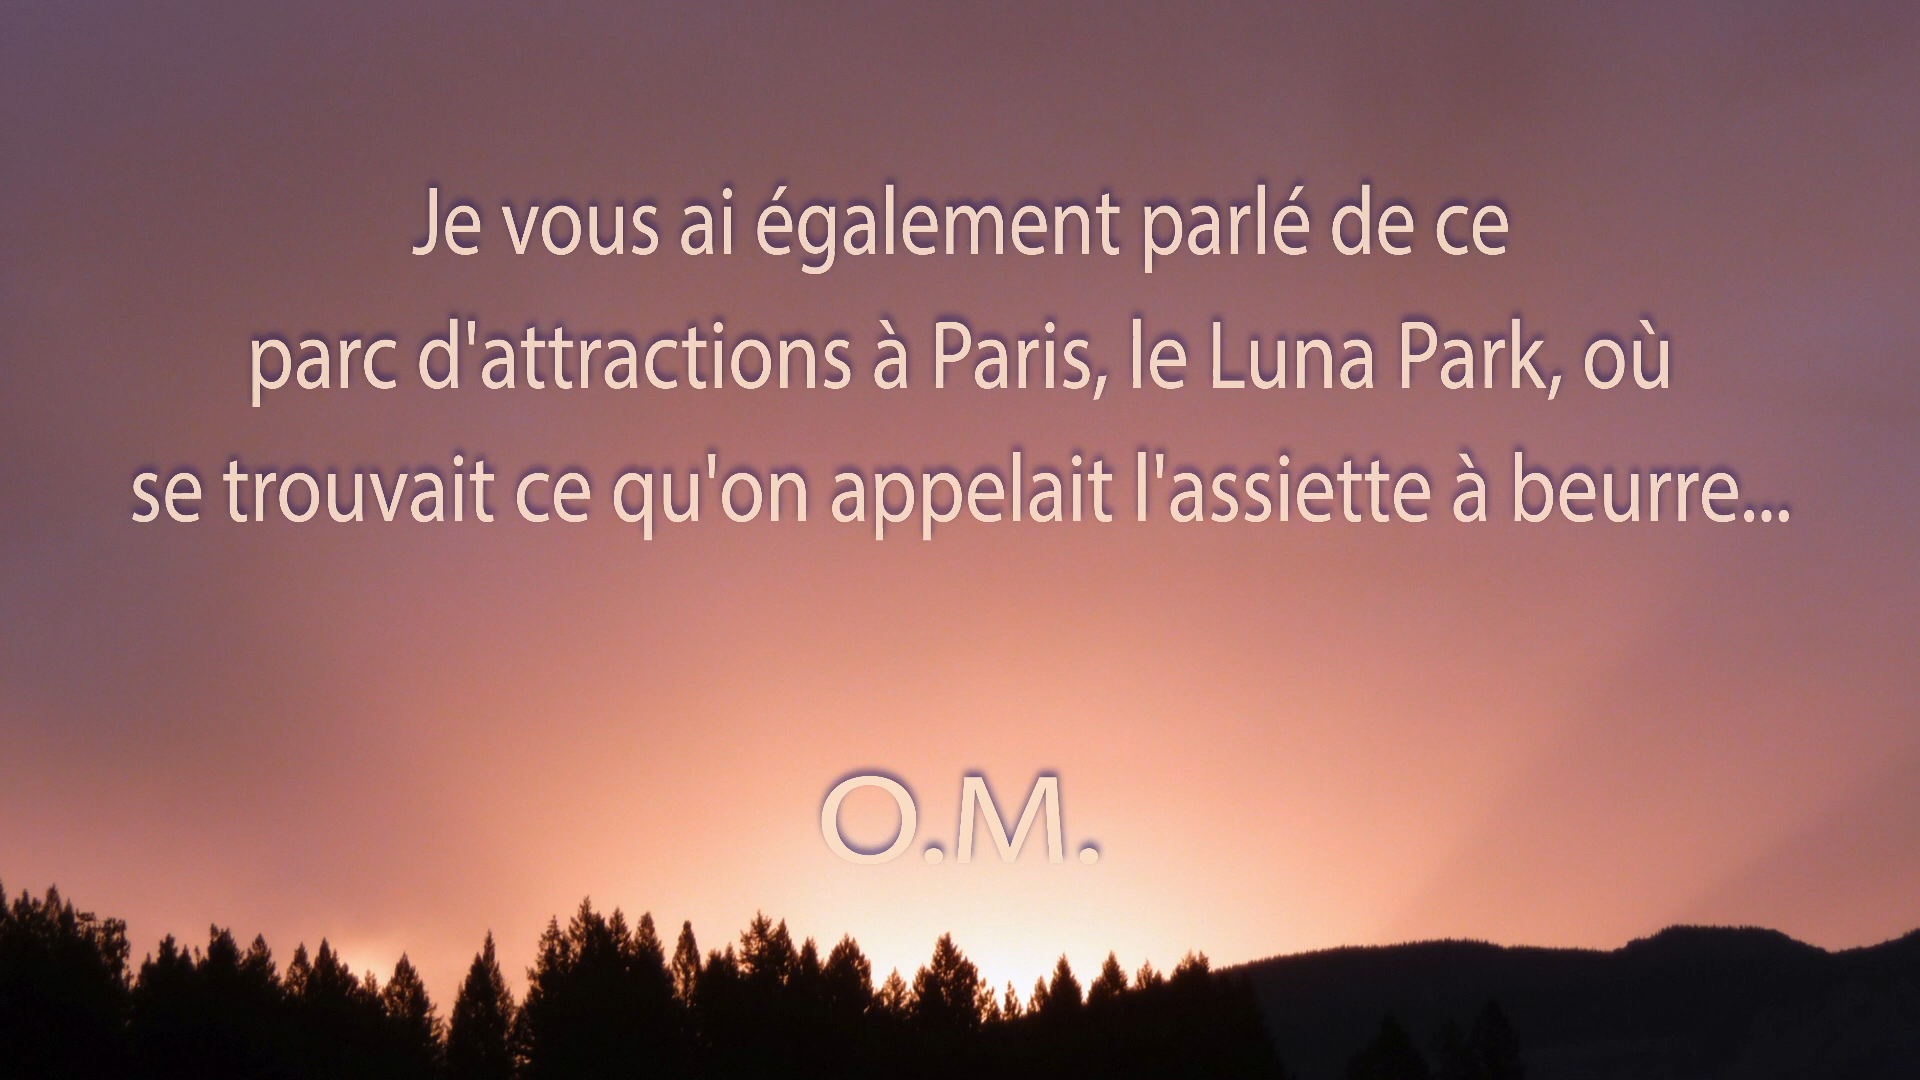 Je vous ai également parlé de ce
parc d'attractions à Paris, le Luna Park, où
se trouvait ce qu'on appelait l'assiette à beurre...
O.M.